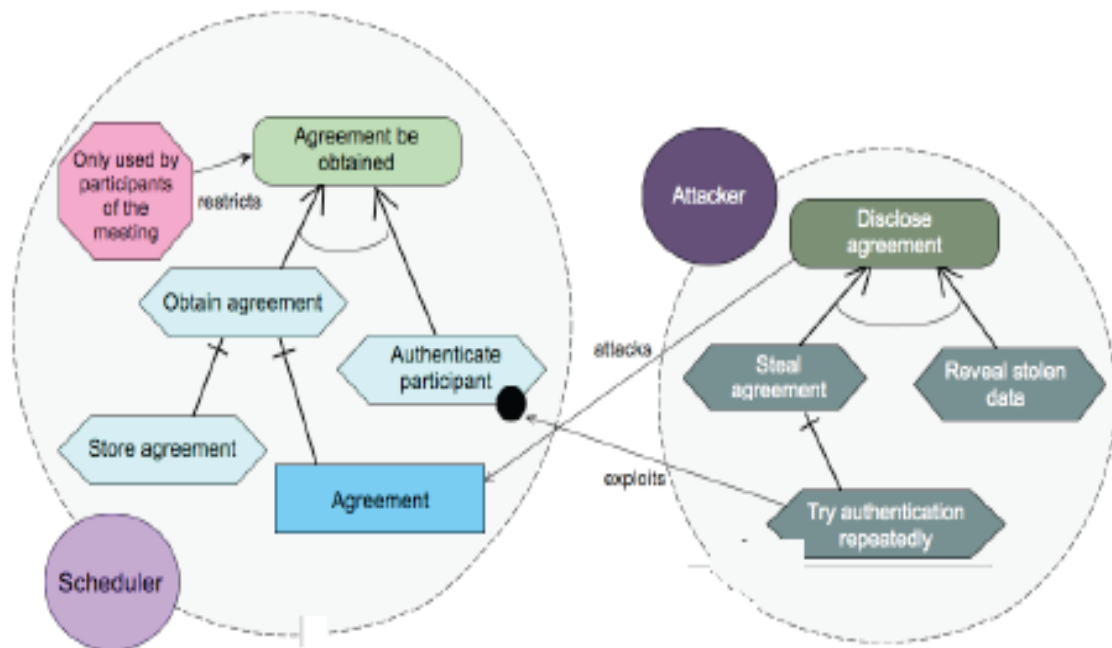 Only used by
participants
of the
meeting
restricts
Agreement be
obtained
Obtain agreement
Authenticate
participant
Store agreement
Agreement
Scheduler
attacks
exploits
Attacker
Disclose
agreement
Steal
agreement
Reveal stolen
data
Try authentication
repeatedly